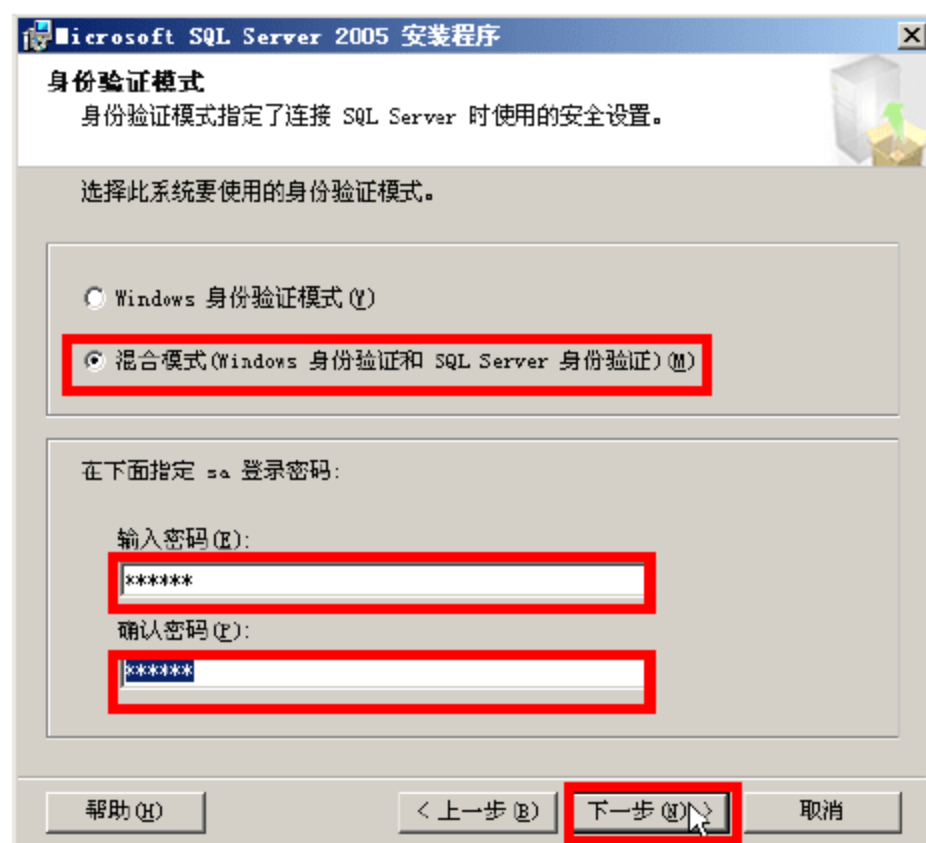 Microsoft SQL Server 2005 安装程序
身份验证模式
身份验证模式指定了连接 SQL Server 时使用的安全设置。
选择此系统要使用的身份验证模式。
Windows 身份验证模式(Y)
混合模式(Windows 身份验证和 SQL Server 身份验证)(M)
在下面指定 sa 登录密码:
输入密码(E):
******
确认密码(P):
******
帮助(H)
< 上一步(B)
下一步(N) >
取消